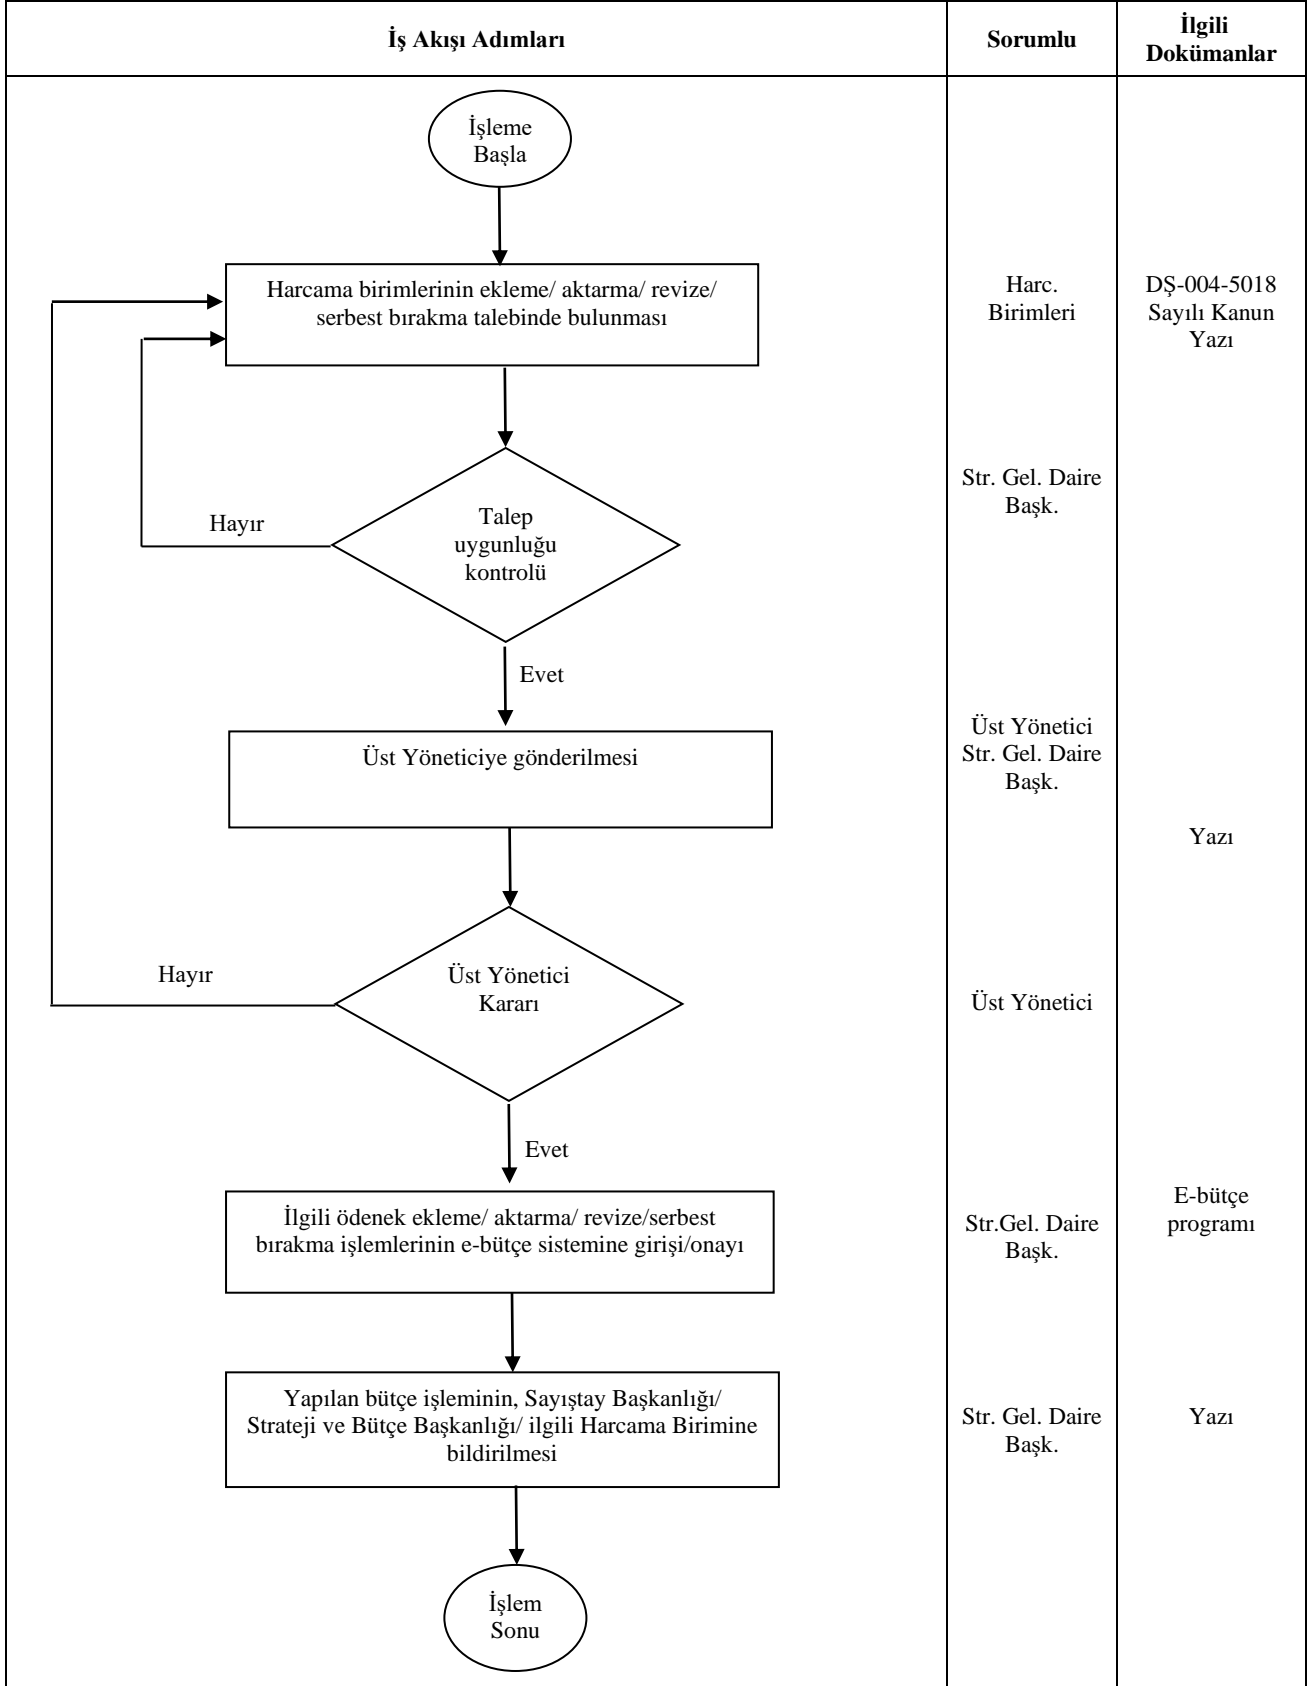 İş Akışı Adımları
Sorumlu
İlgili
Dokümanlar
İşleme
Başla
Harcama birimlerinin ekleme/ aktarma/ revize/
serbest bırakma talebinde bulunması
Harc.
Birimleri
DŞ-004-5018
Sayılı Kanun
Yazı
Talep
uygunluğu
kontrolü
Hayır
Str. Gel. Daire
Başk.
Evet
Üst Yöneticiye gönderilmesi
Üst Yönetici
Str. Gel. Daire
Başk.
Yazı
Hayır
Üst Yönetici
Kararı
Üst Yönetici
Evet
İlgili ödenek ekleme/ aktarma/ revize/serbest
bırakma işlemlerinin e-bütçe sistemine girişi/onayı
Str.Gel. Daire
Başk.
E-bütçe
programı
Yapılan bütçe işleminin, Sayıştay Başkanlığı/
Strateji ve Bütçe Başkanlığı/ ilgili Harcama Birimine
bildirilmesi
Str. Gel. Daire
Başk.
Yazı
İşlem
Sonu